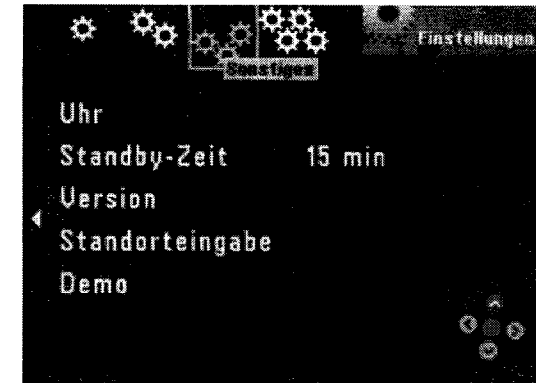 Einstellungen
Sonstiges
Uhr
Standby-Zeit 15 min
Version
Standorteingabe
Demo